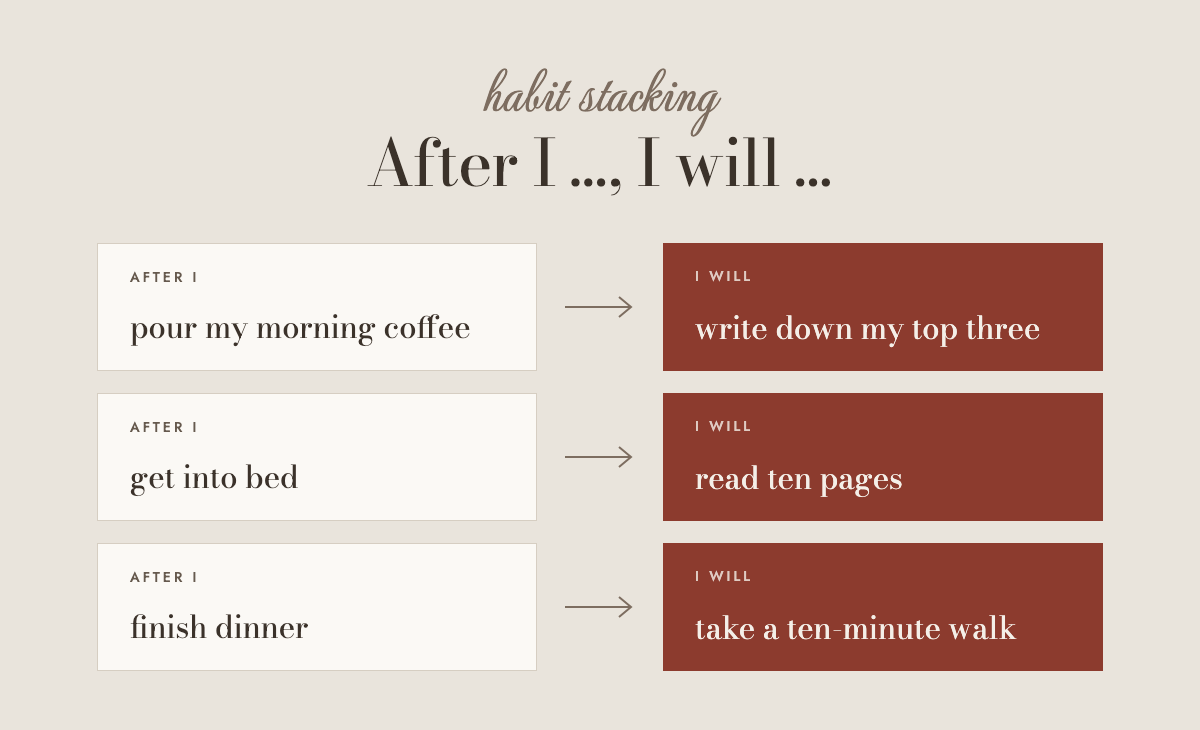 habit stacking
After I ..., I will ...
AFTER I
pour my morning coffee
I WILL
write down my top three
AFTER I
get into bed
I WILL
read ten pages
AFTER I
finish dinner
I WILL
take a ten-minute walk